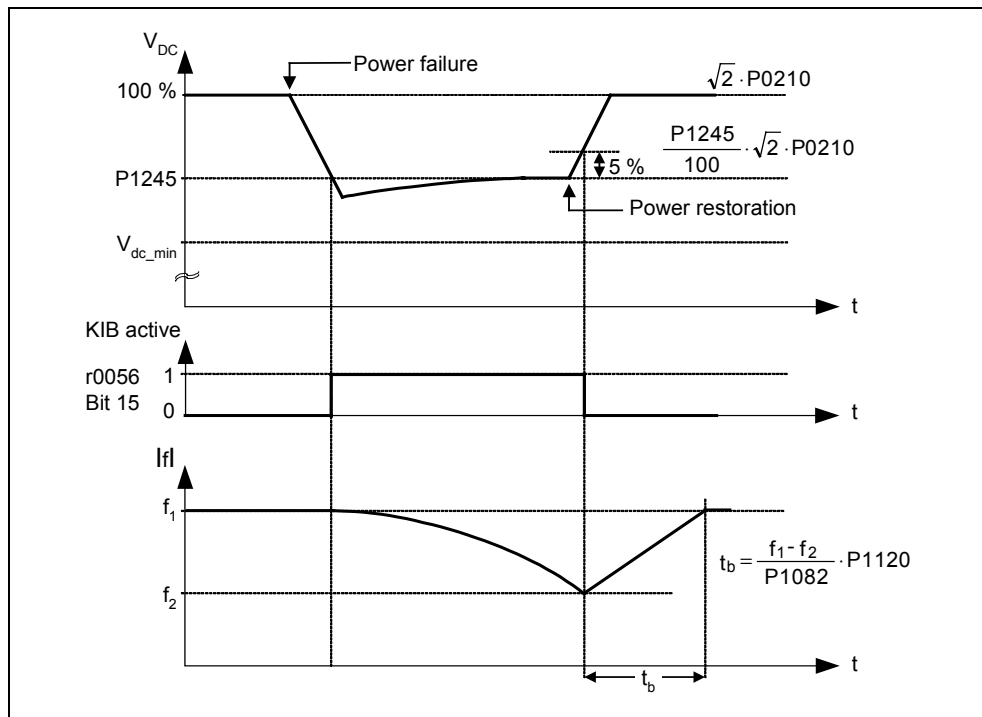 V_DC
Power failure
100 %
√2 · P0210
P1245/100 · √2 · P0210
5 %
P1245
Power restoration
V_dc_min
t
KIB active
r0056
Bit 15
1
0
t
|f|
f_1
t_b = (f_1 - f_2)/P1082 · P1120
f_2
t
t_b